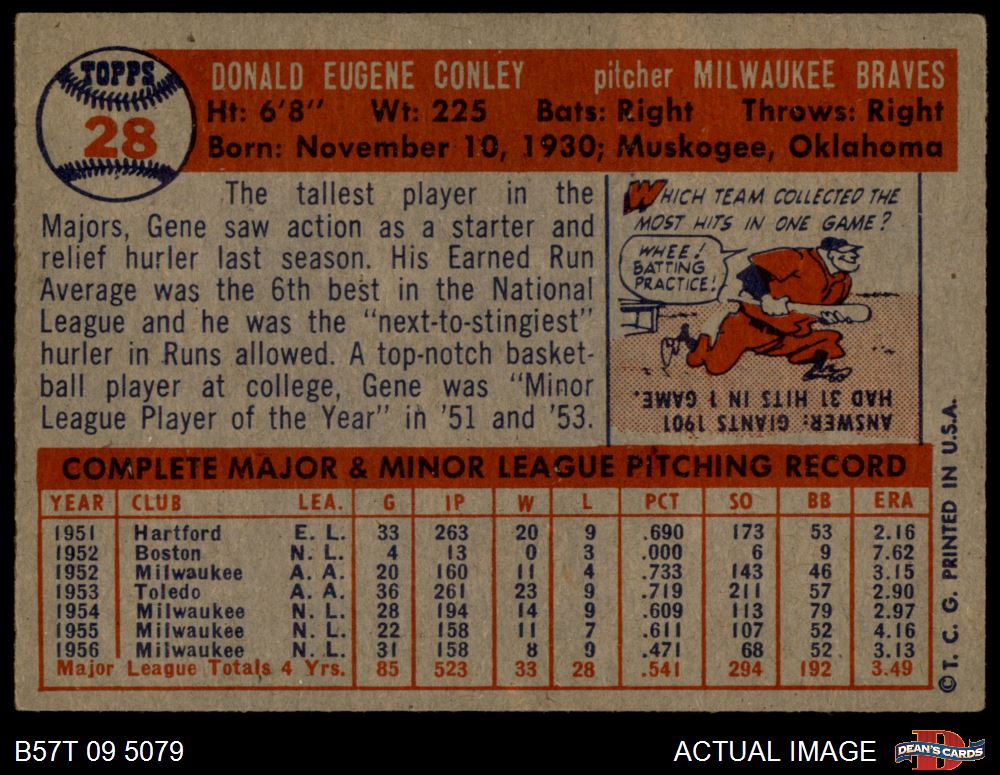 TOPPS
28
DONALD EUGENE CONLEY pitcher MILWAUKEE BRAVES
Ht: 6'8" Wt: 225 Bats: Right Throws: Right
Born: November 10, 1930; Muskogee, Oklahoma
The tallest player in the
Majors, Gene saw action as a starter and
relief hurler last season. His Earned Run
Average was the 6th best in the National
League and he was the "next-to-stingiest"
hurler in Runs allowed. A top-notch basket-
ball player at college, Gene was "Minor
League Player of the Year" in '51 and '53.
WHICH TEAM COLLECTED THE
MOST HITS IN ONE GAME?
WHEE!
BATTING
PRACTICE!
ANSWER: GIANTS 1901
HAD 31 HITS IN 1 GAME.
COMPLETE MAJOR & MINOR LEAGUE PITCHING RECORD
YEAR CLUB LEA. G IP W L PCT SO BB ERA
1951 Hartford E. L. 33 263 20 9 .690 173 53 2.16
1952 Boston N. L. 4 13 0 3 .000 6 9 7.62
1952 Milwaukee A. A. 20 160 11 4 .733 143 46 3.15
1953 Toledo A. A. 36 261 23 9 .719 211 57 2.90
1954 Milwaukee N. L. 28 194 14 9 .609 113 79 2.97
1955 Milwaukee N. L. 22 158 11 7 .611 107 52 4.16
1956 Milwaukee N. L. 31 158 8 9 .471 68 52 3.13
Major League Totals 4 Yrs. 85 523 33 28 .541 294 192 3.49
© T. C. G. PRINTED IN U.S.A.
B57T 09 5079
ACTUAL IMAGE
D
DEAN'S CARDS